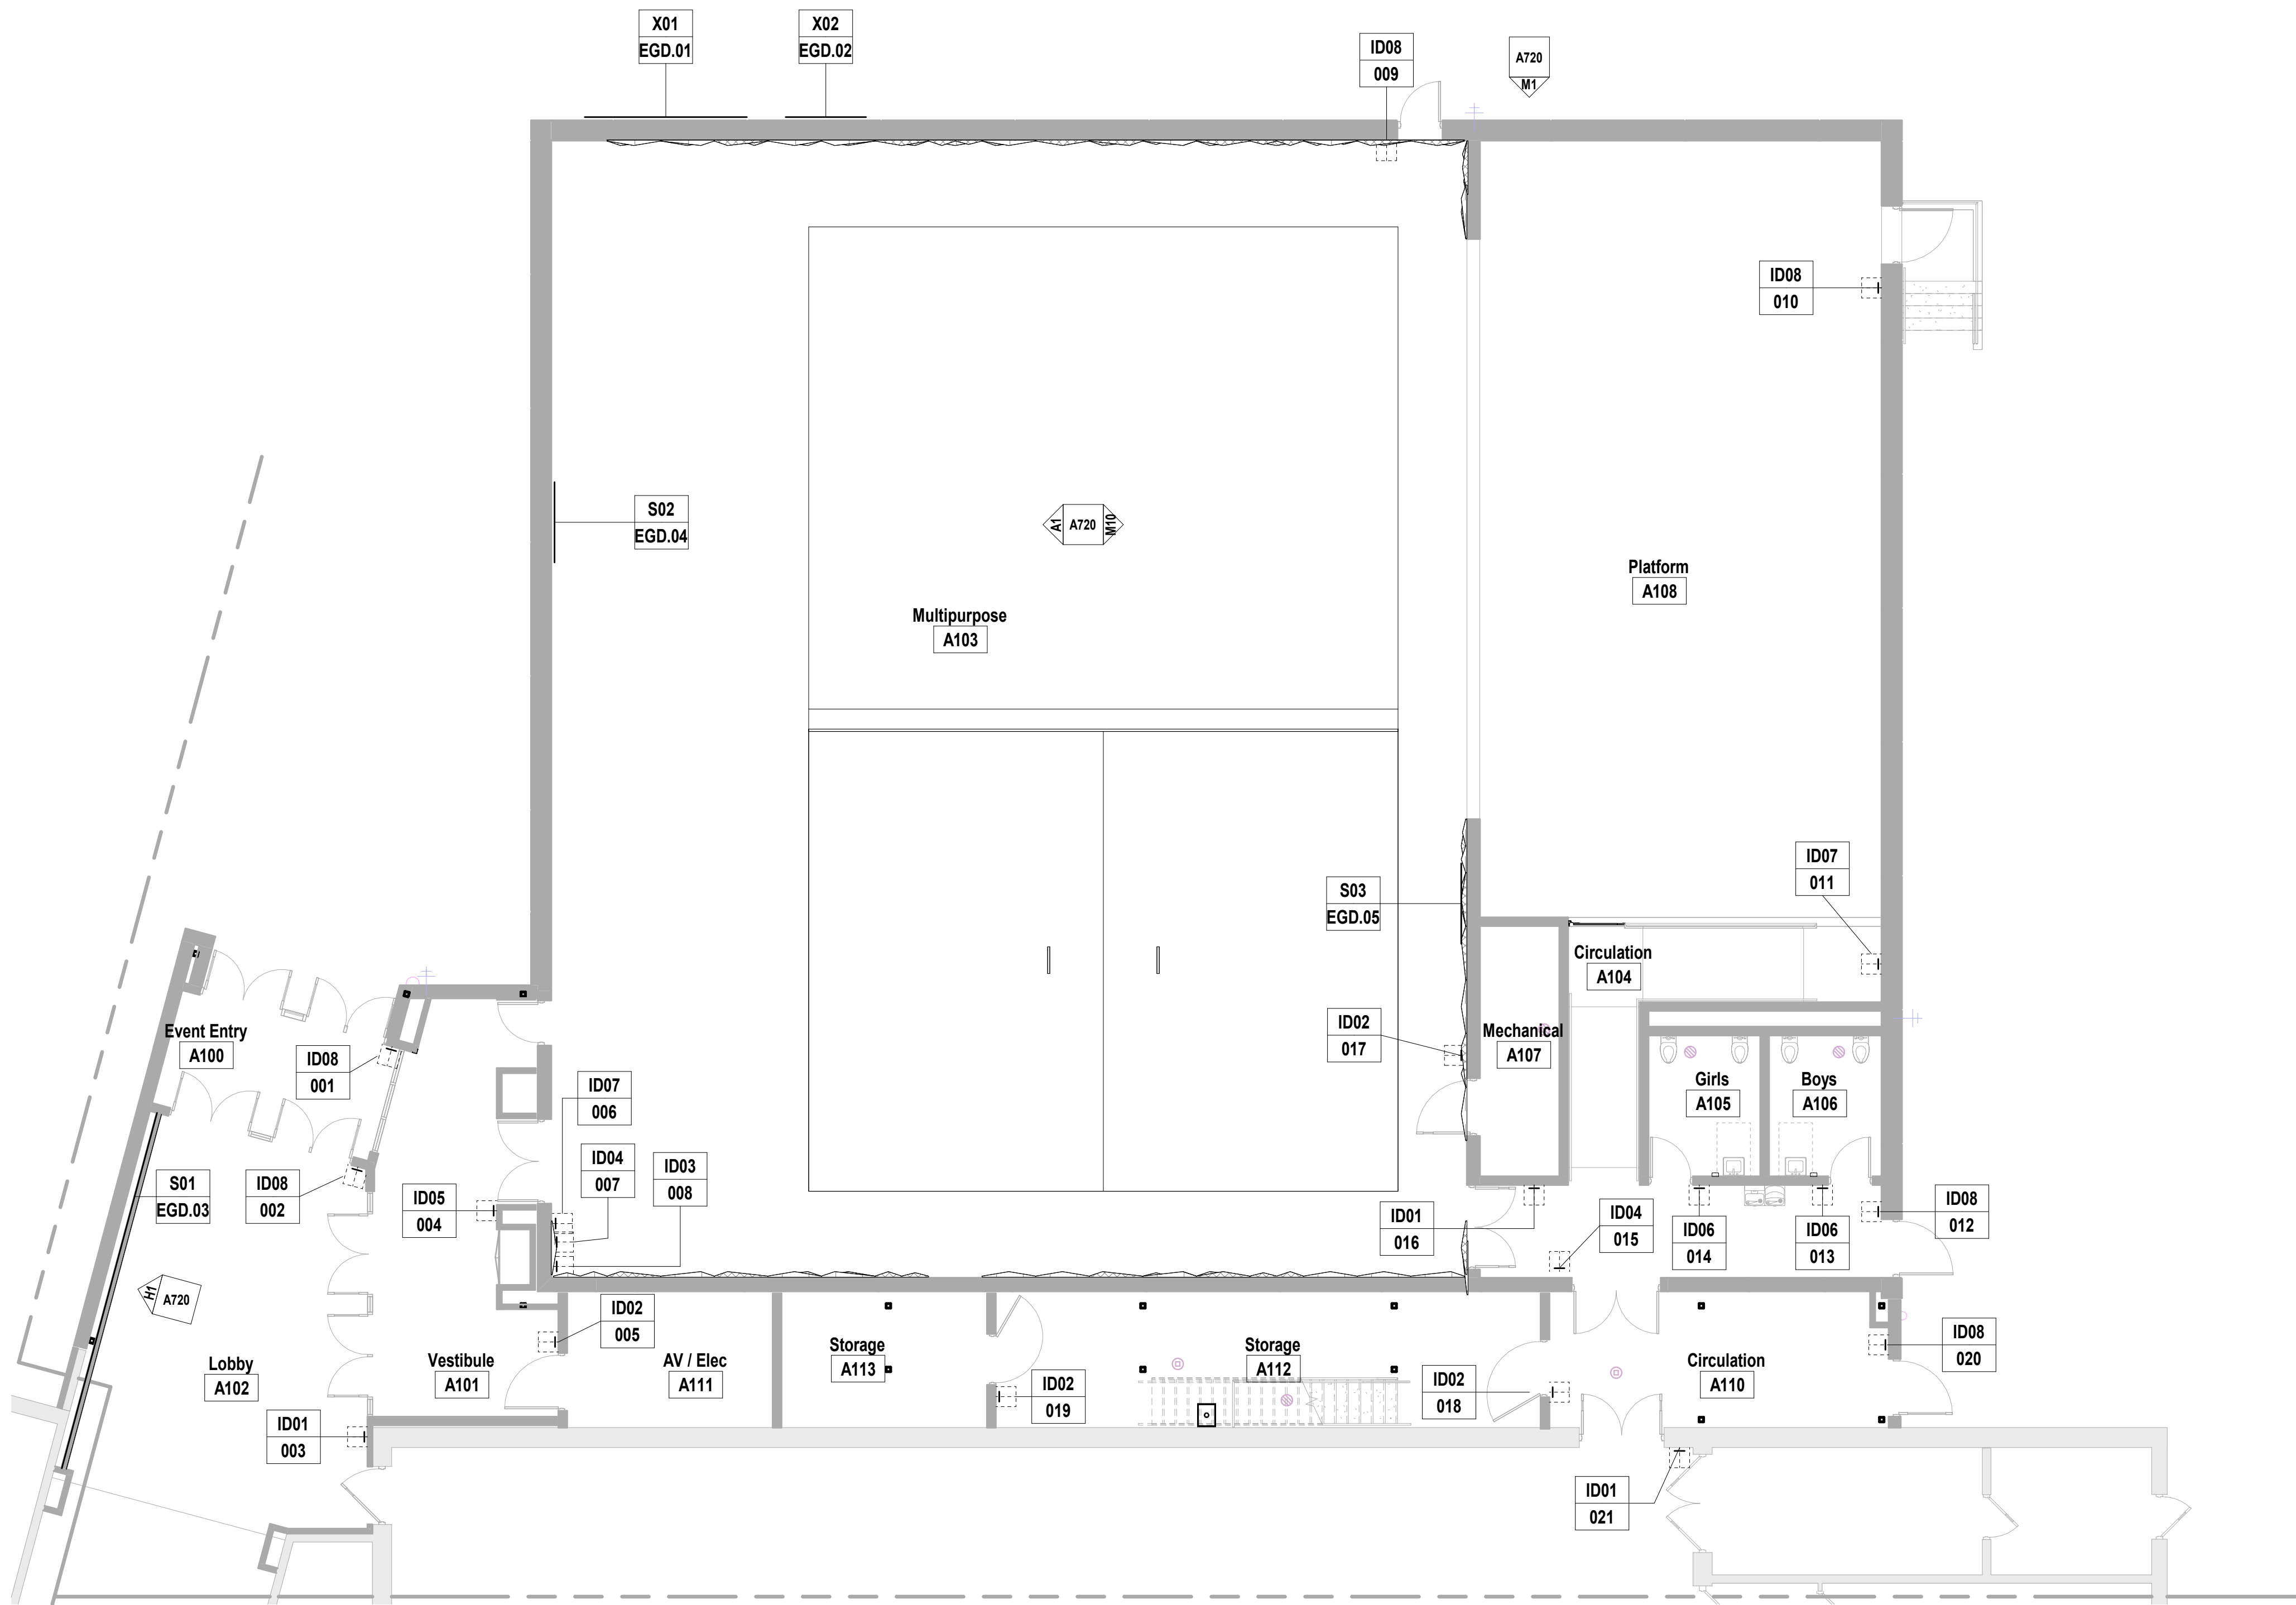 X01
EGD.01
X02
EGD.02
ID08
009
A720
M1
ID08
010
S02
EGD.04
A1
A720
M10
Platform
A108
Multipurpose
A103
ID07
011
S03
EGD.05
Circulation
A104
Event Entry
A100
ID08
001
ID02
017
Mechanical
A107
Girls
A105
Boys
A106
ID07
006
ID04
007
ID03
008
S01
EGD.03
ID08
002
ID05
004
ID01
016
ID04
015
ID06
014
ID06
013
ID08
012
H1
A720
ID02
005
Lobby
A102
Vestibule
A101
AV / Elec
A111
Storage
A113
Storage
A112
ID02
019
ID02
018
Circulation
A110
ID08
020
ID01
003
ID01
021